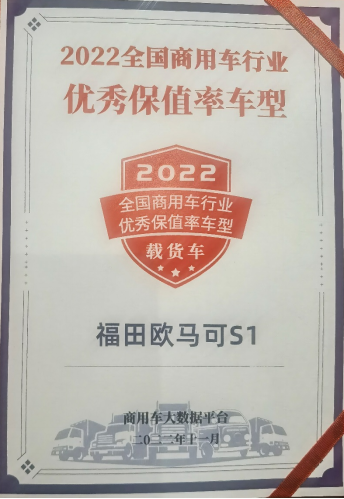 2022全国商用车行业
优秀保值率车型
2022
全国商用车行业
优秀保值率车型
载货车
福田欧马可S1
商用车大数据平台
二〇二二年十一月